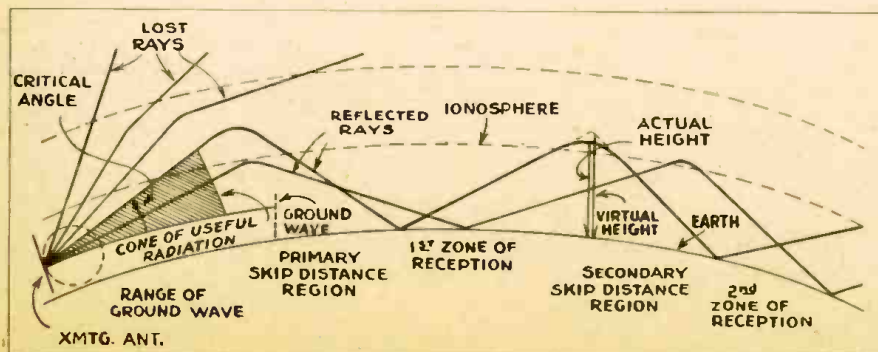 LOST
RAYS
CRITICAL
ANGLE
REFLECTED
RAYS
IONOSPHERE
ACTUAL
HEIGHT
CONE OF USEFUL
RADIATION
GROUND
WAVE
VIRTUAL
HEIGHT
EARTH
RANGE OF
GROUND WAVE
PRIMARY
SKIP DISTANCE
REGION
1ST ZONE OF
RECEPTION
SECONDARY
SKIP DISTANCE
REGION
2nd
ZONE OF
RECEPTION
XMTG. ANT.